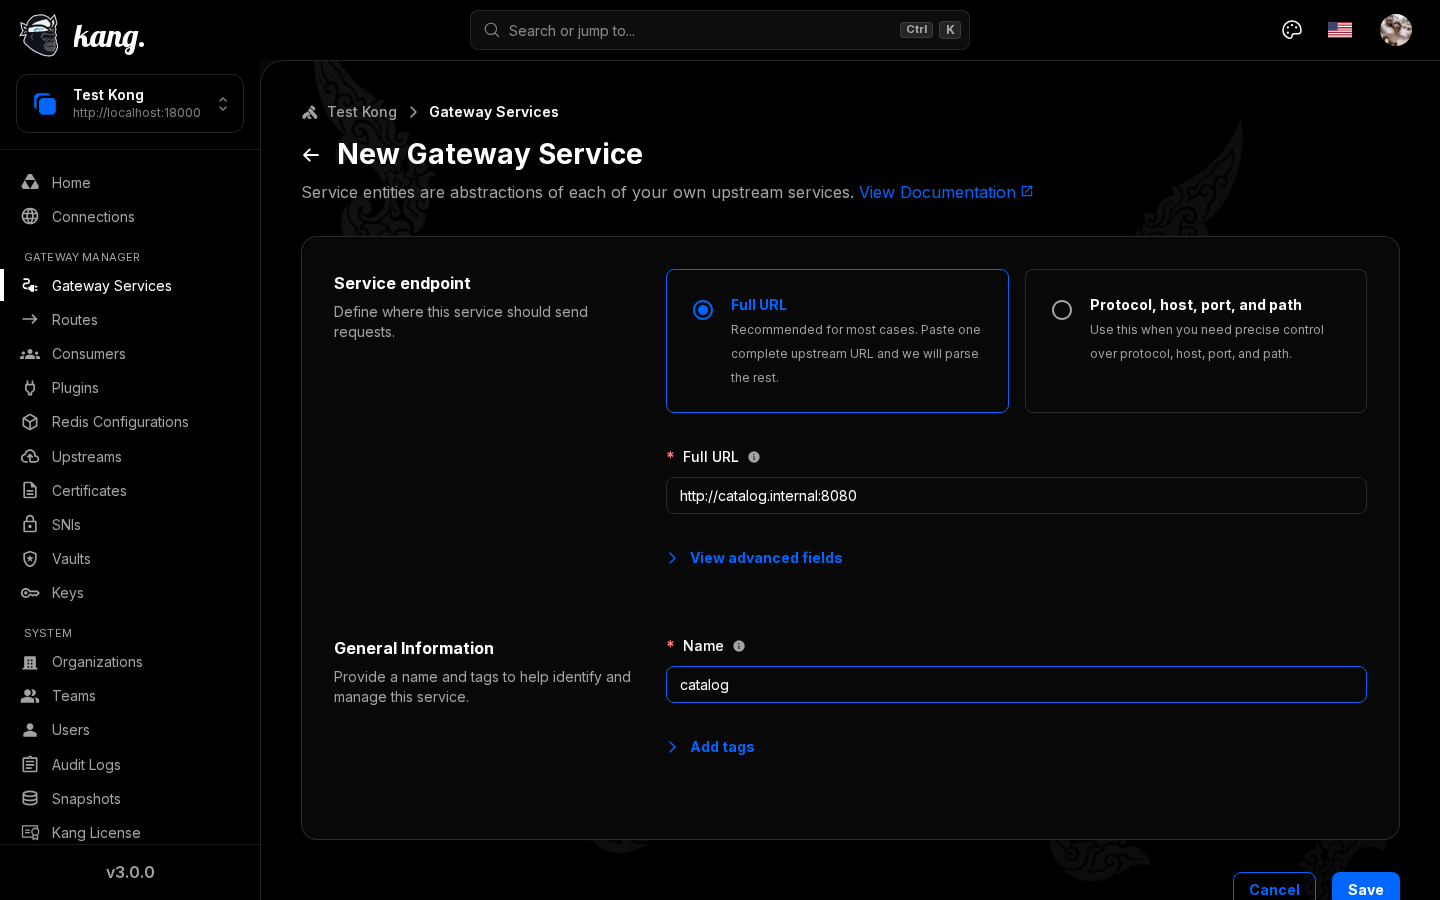 kang.
Search or jump to...
Ctrl K
Test Kong
http://localhost:18000
Home
Connections
GATEWAY MANAGER
Gateway Services
Routes
Consumers
Plugins
Redis Configurations
Upstreams
Certificates
SNIs
Vaults
Keys
SYSTEM
Organizations
Teams
Users
Audit Logs
Snapshots
Kang License
v3.0.0
Test Kong > Gateway Services
New Gateway Service
Service entities are abstractions of each of your own upstream services. View Documentation
Service endpoint
Define where this service should send
requests.
Full URL
Recommended for most cases. Paste one
complete upstream URL and we will parse
the rest.
Protocol, host, port, and path
Use this when you need precise control
over protocol, host, port, and path.
* Full URL
http://catalog.internal:8080
View advanced fields
General Information
Provide a name and tags to help identify and
manage this service.
* Name
catalog
Add tags
Cancel
Save